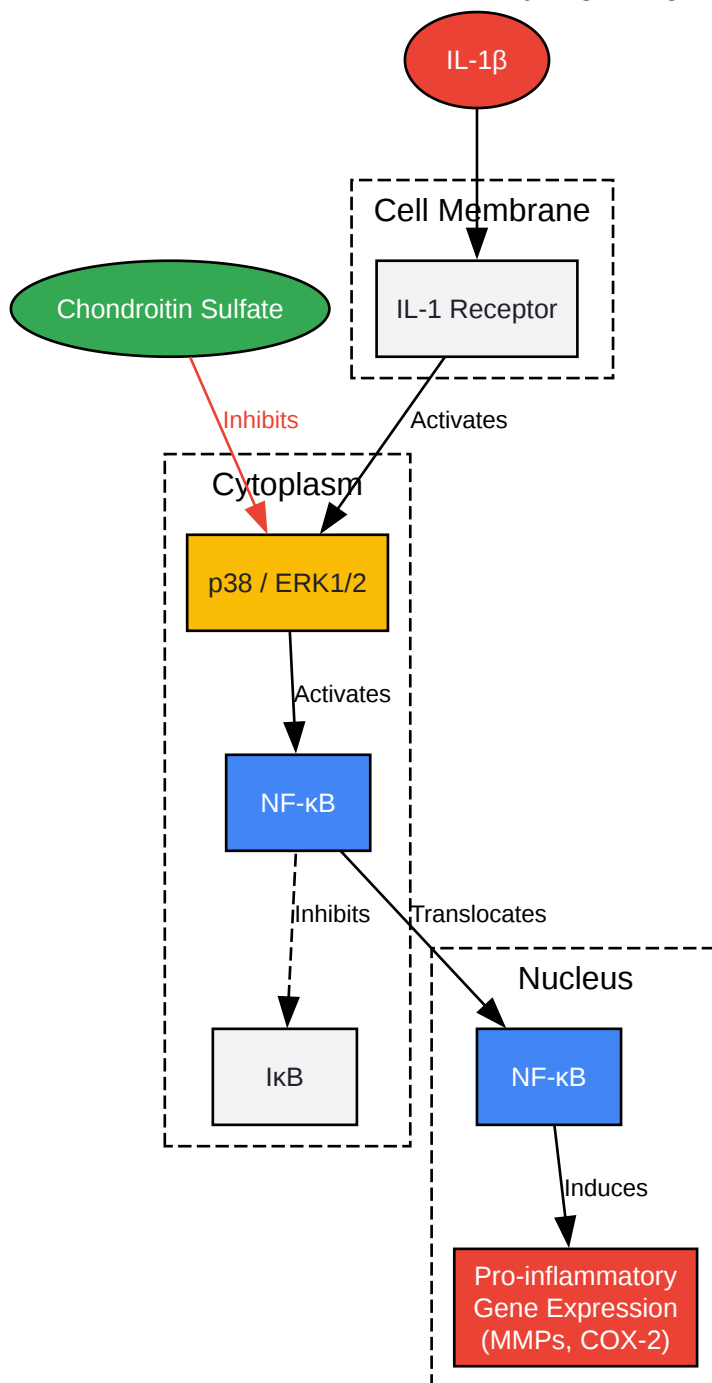 IL-1β
Cell Membrane
IL-1 Receptor
Chondroitin Sulfate
Inhibits
Activates
Cytoplasm
p38 / ERK1/2
Activates
NF-κB
Inhibits
Translocates
Nucleus
IκB
NF-κB
Induces
Pro-inflammatory
Gene Expression
(MMPs, COX-2)